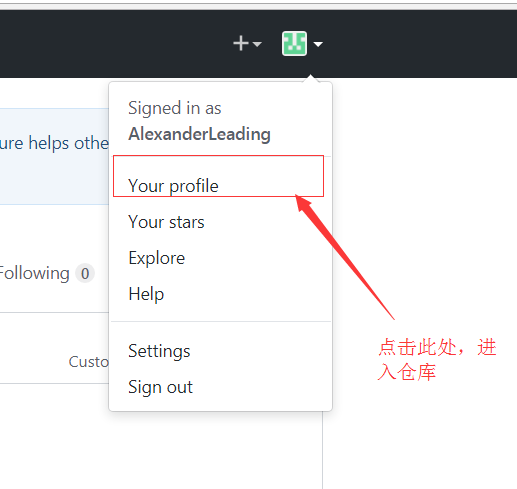 Signed in as
AlexanderLeading
ure helps othe
Your profile
Your stars
Explore
Following 0
Help
Settings
Custo
Sign out
点击此处，进
入仓库